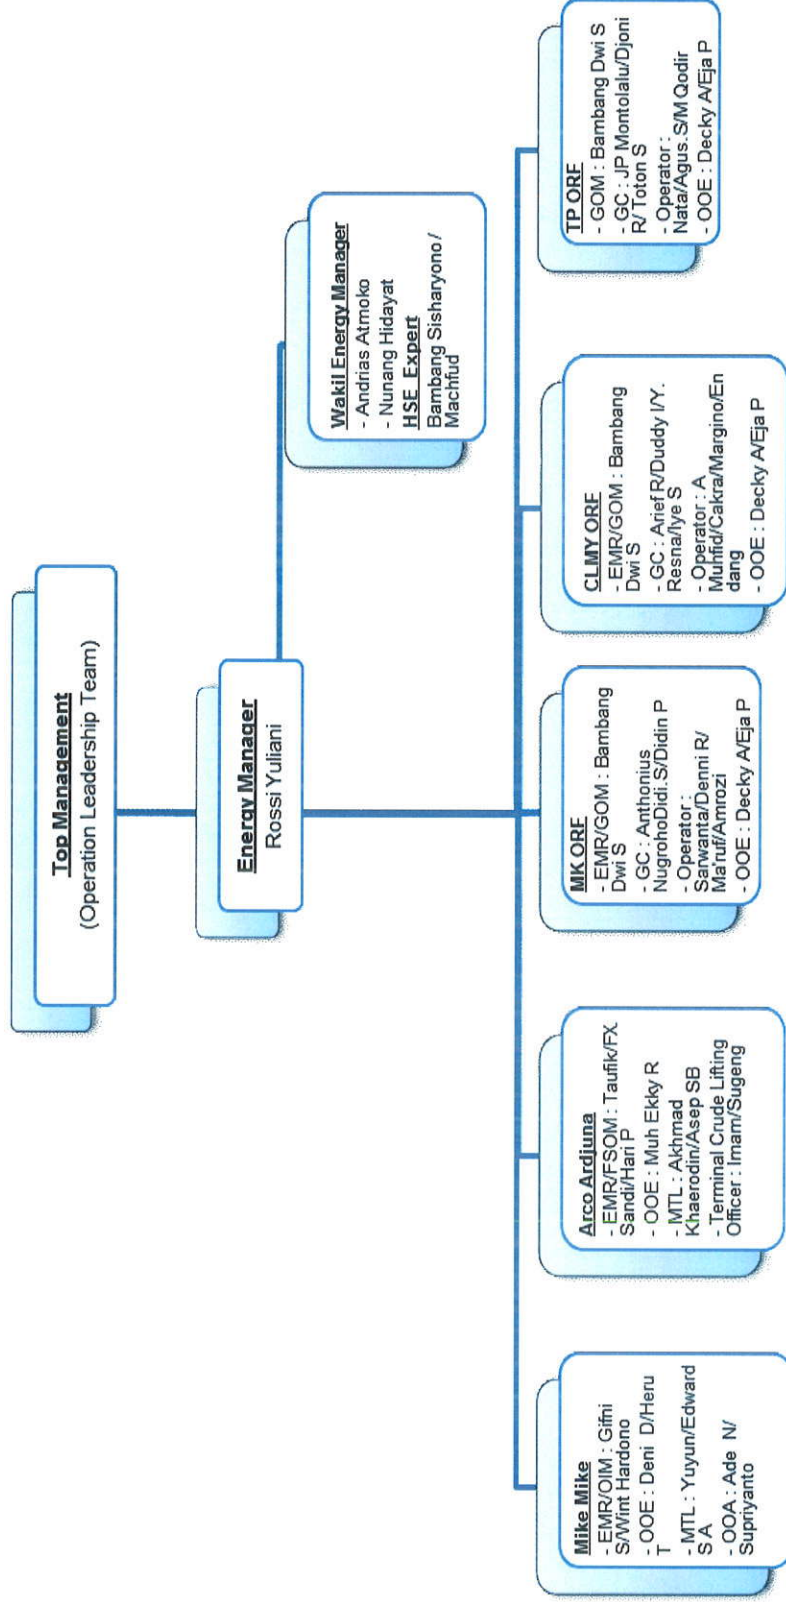 Top Management
(Operation Leadership Team)
Energy Manager
Rossi Yuliani
Wakil Energy Manager
- Andrias Atmoko
- Nunang Hidayat
HSE Expert
Bambang Sisharyono /
Machfud
Mike Mike
- EMR/OIM : Gifni
S/Wint Hardono
- OOE : Deni D/Heru
T
- MTL : Yuyun/Edward
S A
- OOA : Ade N/
Supriyanto
Arco Ardjuna
- EMR/FSOM : Taufik/FX
Sandi/Hari P
- OOE : Muh Ekky R
- MTL : Akhmad
Khaerodin/Asep SB
- Terminal Crude Lifting
Officer : Imam/Sugeng
MK ORF
- EMR/GOM : Bambang
Dwi S
- GC : Anthonius
NugrohoDidi.S/Didin P
- Operator :
Sarwanta/Denni R/
Ma'ruf/Amrozi
- OOE : Decky A/Eja P
CLMY ORF
- EMR/GOM : Bambang
Dwi S
- GC : Arief R/Duddy I/Y.
Resna/Iye S
- Operator : A
Muhfid/Cakra/Margino/En
dang
- OOE : Decky A/Eja P
TP ORF
- GOM : Bambang Dwi S
- GC : JP Montolalu/Djoni
R/ Toton S
- Operator :
Nata/Agus.S/M Qodir
- OOE : Decky A/Eja P